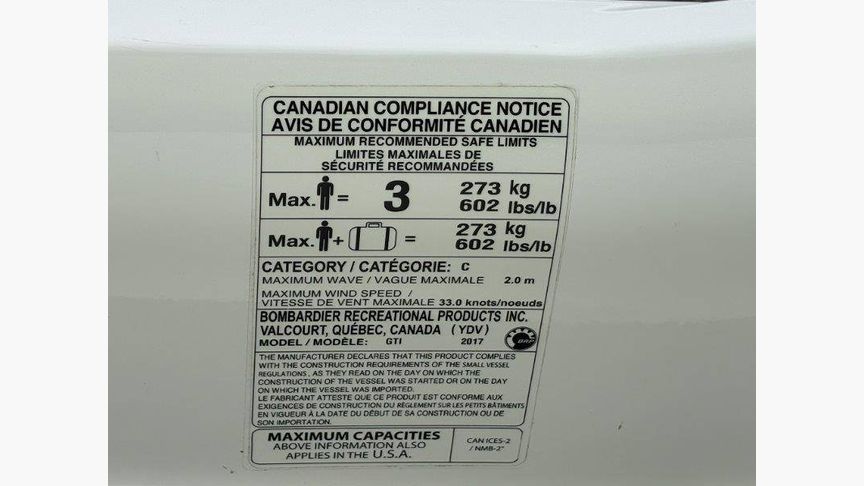 CANADIAN COMPLIANCE NOTICE
AVIS DE CONFORMITÉ CANADIEN
MAXIMUM RECOMMENDED SAFE LIMITS
LIMITES MAXIMALES DE
SÉCURITÉ RECOMMANDÉES
Max. = 3 273 kg
602 lbs/lb
Max. + = 273 kg
602 lbs/lb
CATEGORY / CATÉGORIE: C
MAXIMUM WAVE / VAGUE MAXIMALE 2.0 m
MAXIMUM WIND SPEED /
VITESSE DE VENT MAXIMALE 33.0 knots/noeuds
BOMBARDIER RECREATIONAL PRODUCTS INC.
VALCOURT, QUÉBEC, CANADA (YDV)
MODEL / MODÈLE: GTI 2017
BRP
THE MANUFACTURER DECLARES THAT THIS PRODUCT COMPLIES
WITH THE CONSTRUCTION REQUIREMENTS OF THE SMALL VESSEL
REGULATIONS, AS THEY READ ON THE DAY ON WHICH THE
CONSTRUCTION OF THE VESSEL WAS STARTED OR ON THE DAY
ON WHICH THE VESSEL WAS IMPORTED.
LE FABRICANT ATTESTE QUE CE PRODUIT EST CONFORME AUX
EXIGENCES DE CONSTRUCTION DU RÈGLEMENT SUR LES PETITS BÂTIMENTS
EN VIGUEUR À LA DATE DU DÉBUT DE SA CONSTRUCTION OU DE
SON IMPORTATION.
MAXIMUM CAPACITIES
ABOVE INFORMATION ALSO
APPLIES IN THE U.S.A.
CAN ICES-2
/ NMB-2"